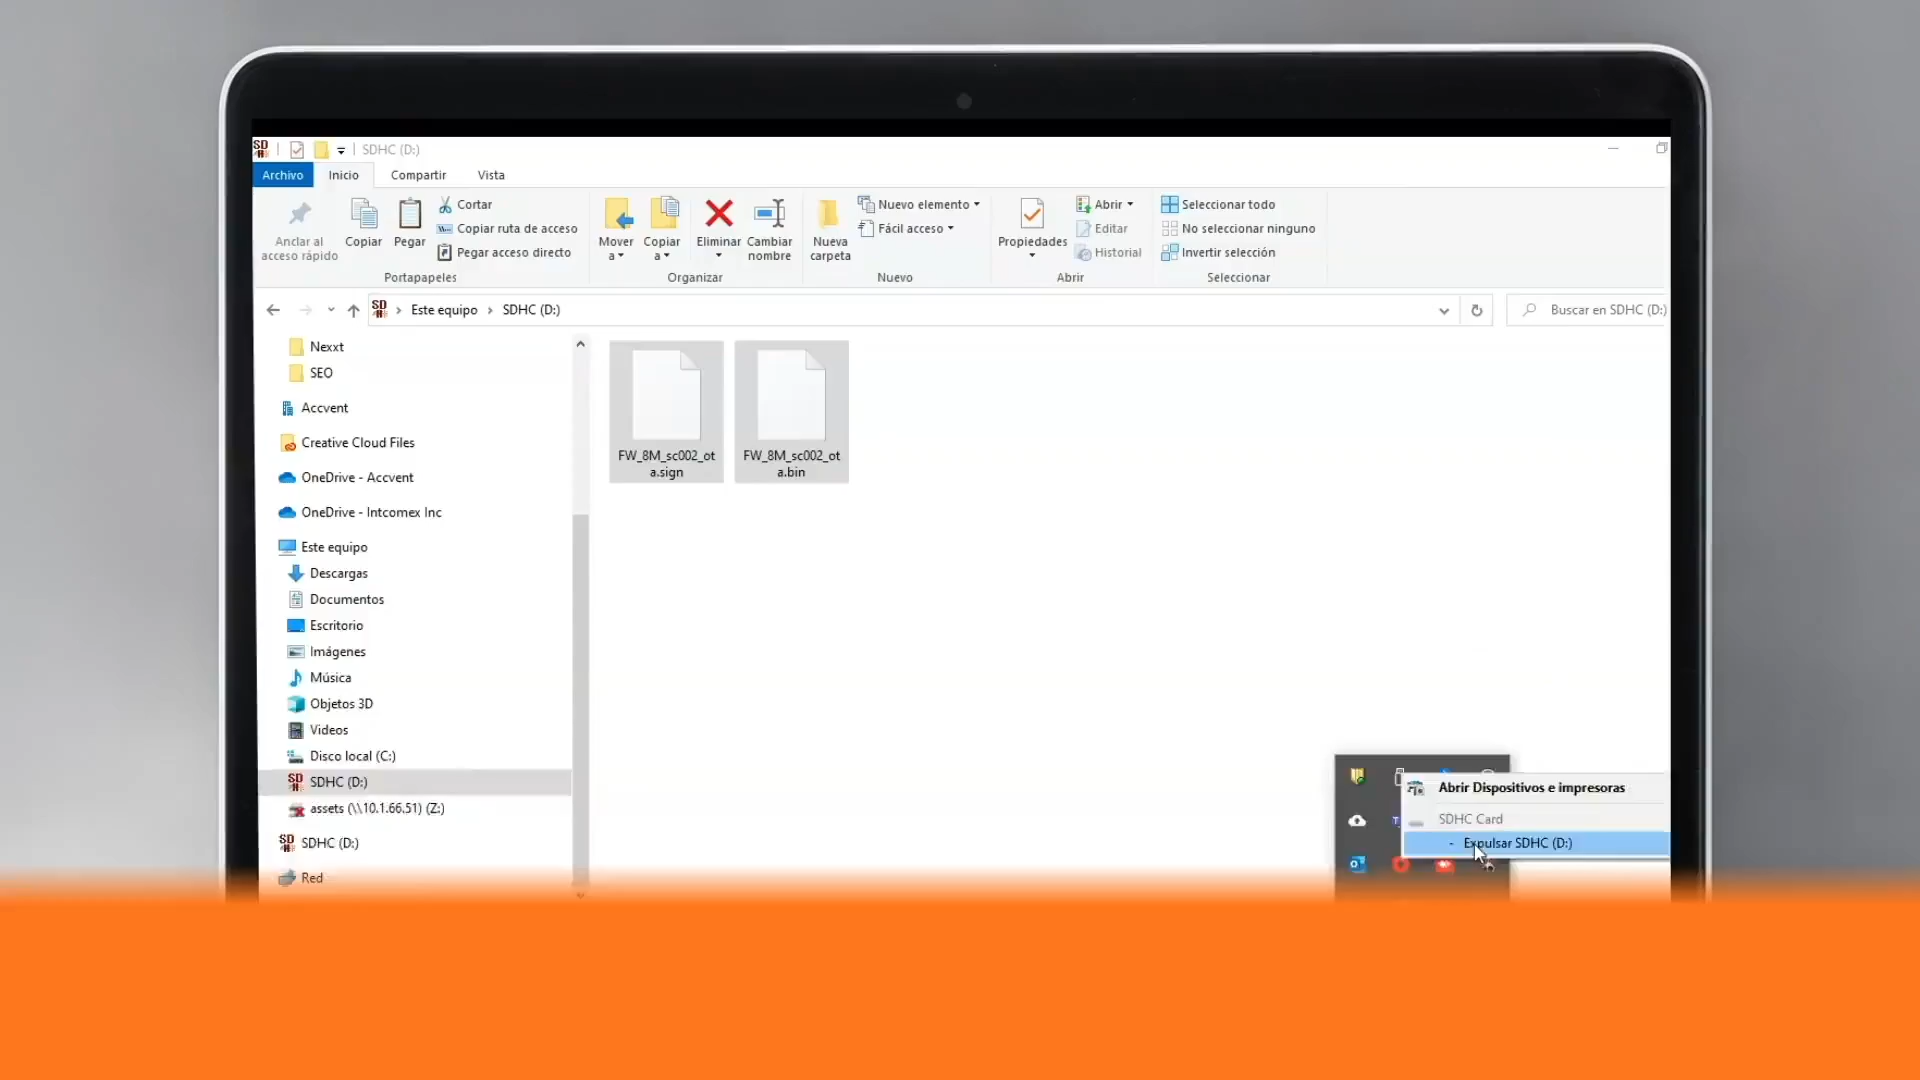 SDHC (D:)
Archivo Inicio Compartir Vista
Anclar al
acceso rápido
Copiar
Pegar
Cortar
Copiar ruta de acceso
Pegar acceso directo
Portapapeles
Mover
a
Copiar
a
Eliminar
Cambiar
nombre
Organizar
Nueva
carpeta
Nuevo elemento
Fácil acceso
Nuevo
Propiedades
Abrir
Editar
Historial
Abrir
Seleccionar todo
No seleccionar ninguno
Invertir selección
Seleccionar
SD Este equipo > SDHC (D:)
Buscar en SDHC (D:)
Nexxt
SEO
Accvent
Creative Cloud Files
OneDrive - Accvent
OneDrive - Intcomex Inc
Este equipo
Descargas
Documentos
Escritorio
Imágenes
Música
Objetos 3D
Videos
Disco local (C:)
SDHC (D:)
assets (\\10.1.66.51) (Z:)
SDHC (D:)
Red
FW_8M_sc002_ot
a.sign
FW_8M_sc002_ot
a.bin
Abrir Dispositivos e impresoras
SDHC Card
- Expulsar SDHC (D:)